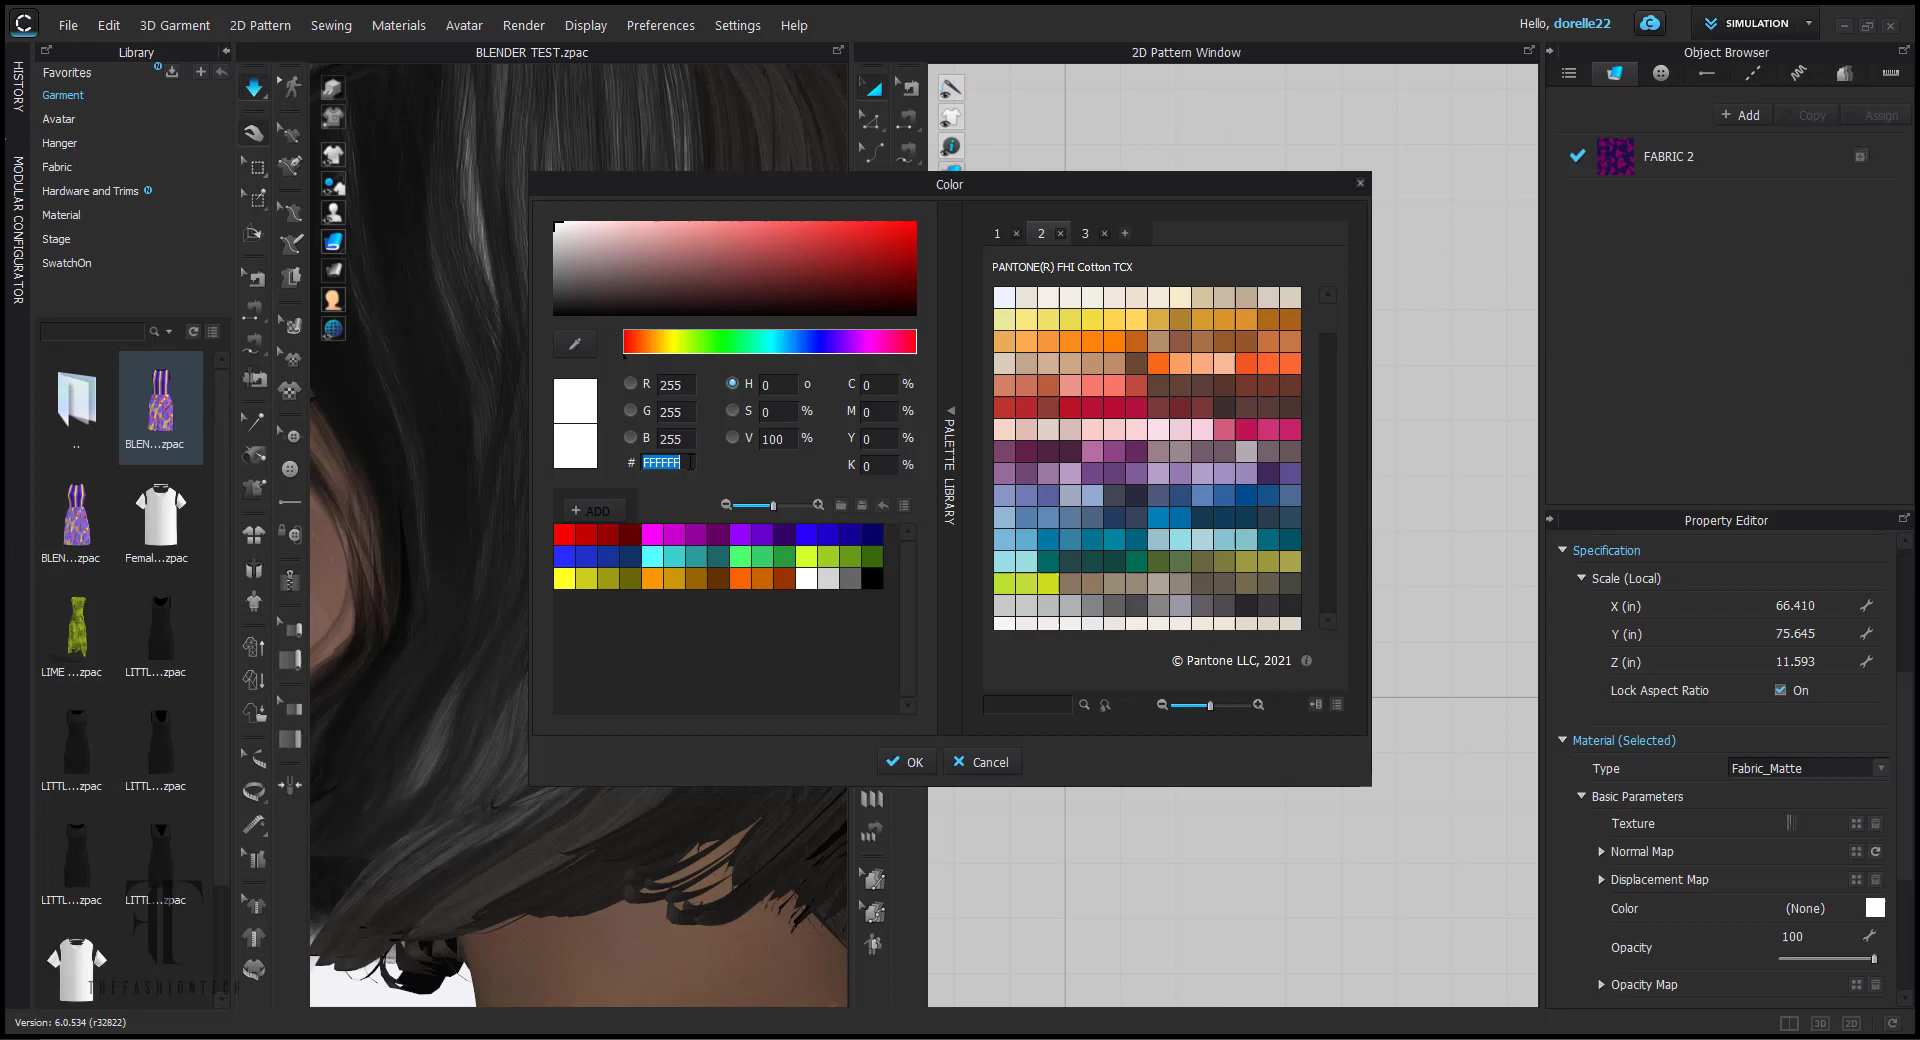 File Edit 3D Garment 2D Pattern Sewing Materials Avatar Render Display Preferences Settings Help
Hello, dorelle22
SIMULATION
Library
BLENDER TEST.zpac
2D Pattern Window
Object Browser
HISTORY
MODULAR CONFIGURATOR
Favorites
Garment
Avatar
Hanger
Fabric
Hardware and Trims
Material
Stage
SwatchOn
..
BLEN...zpac
BLEN...zpac
Femal...zpac
LIME ...zpac
LITTL...zpac
LITTL...zpac
LITTL...zpac
LITTL...zpac
LITTL...zpac
THEFASHIONTECH
Version: 6.0.534 (r32822)
Color
R 255 H 0 o C 0 %
G 255 S 0 % M 0 %
B 255 V 100 % Y 0 %
# FFFFFF K 0 %
+ ADD
PALETTE LIBRARY
1 2 3 +
PANTONE(R) FHI Cotton TCX
© Pantone LLC, 2021
OK Cancel
+ Add Copy Assign
FABRIC 2
Property Editor
Specification
Scale (Local)
X (in) 66.410
Y (in) 75.645
Z (in) 11.593
Lock Aspect Ratio On
Material (Selected)
Type Fabric_Matte
Basic Parameters
Texture
Normal Map
Displacement Map
Color (None)
Opacity 100
Opacity Map
3D 2D